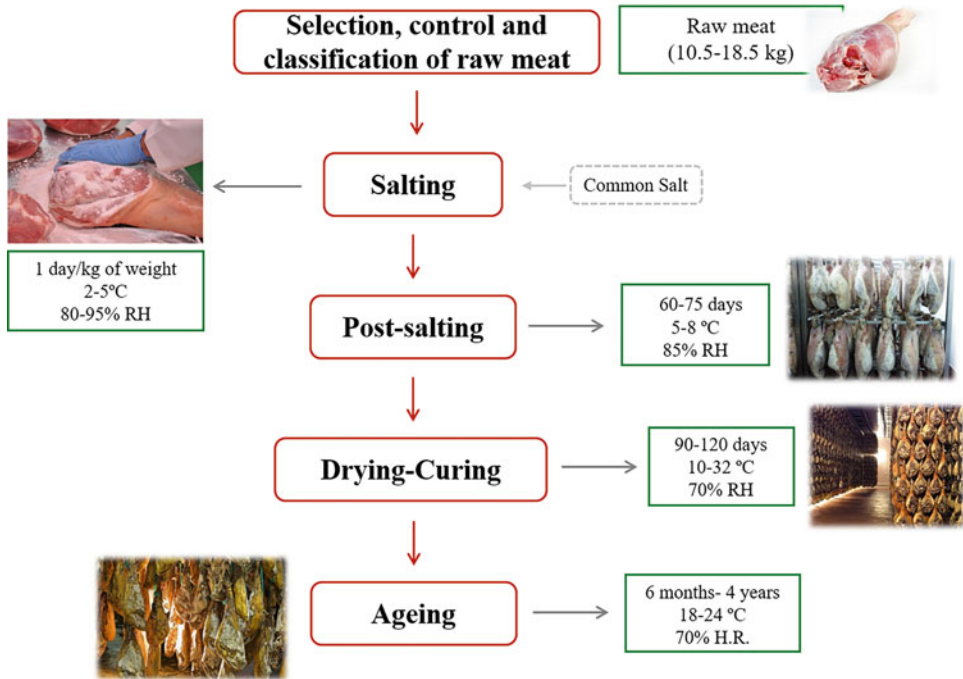 Selection, control and
classification of raw meat
Raw meat
(10.5-18.5 kg)
Salting
Common Salt
1 day/kg of weight
2-5ºC
80-95% RH
Post-salting
60-75 days
5-8 ºC
85% RH
Drying-Curing
90-120 days
10-32 ºC
70% RH
Ageing
6 months- 4 years
18-24 ºC
70% H.R.